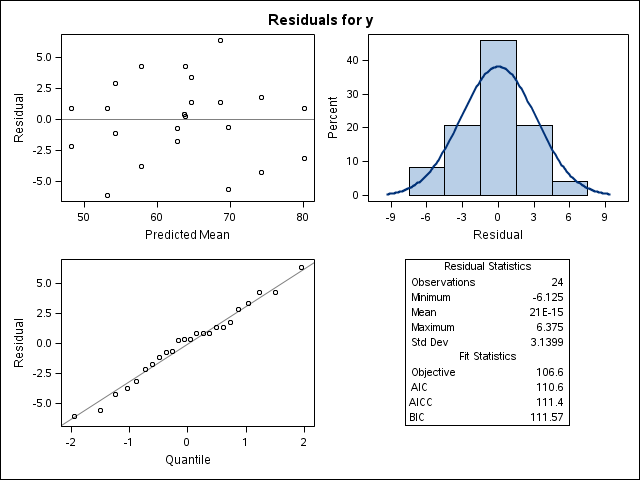 Residuals for y
5.0
2.5
0.0
-2.5
-5.0
Residual
50
60
70
80
Predicted Mean
40
30
20
10
0
Percent
-9
-6
-3
0
3
6
9
Residual
5.0
2.5
0.0
-2.5
-5.0
Residual
-2
-1
0
1
2
Quantile
Residual Statistics
Observations 24
Minimum -6.125
Mean 21E-15
Maximum 6.375
Std Dev 3.1399
Fit Statistics
Objective 106.6
AIC 110.6
AICC 111.4
BIC 111.57